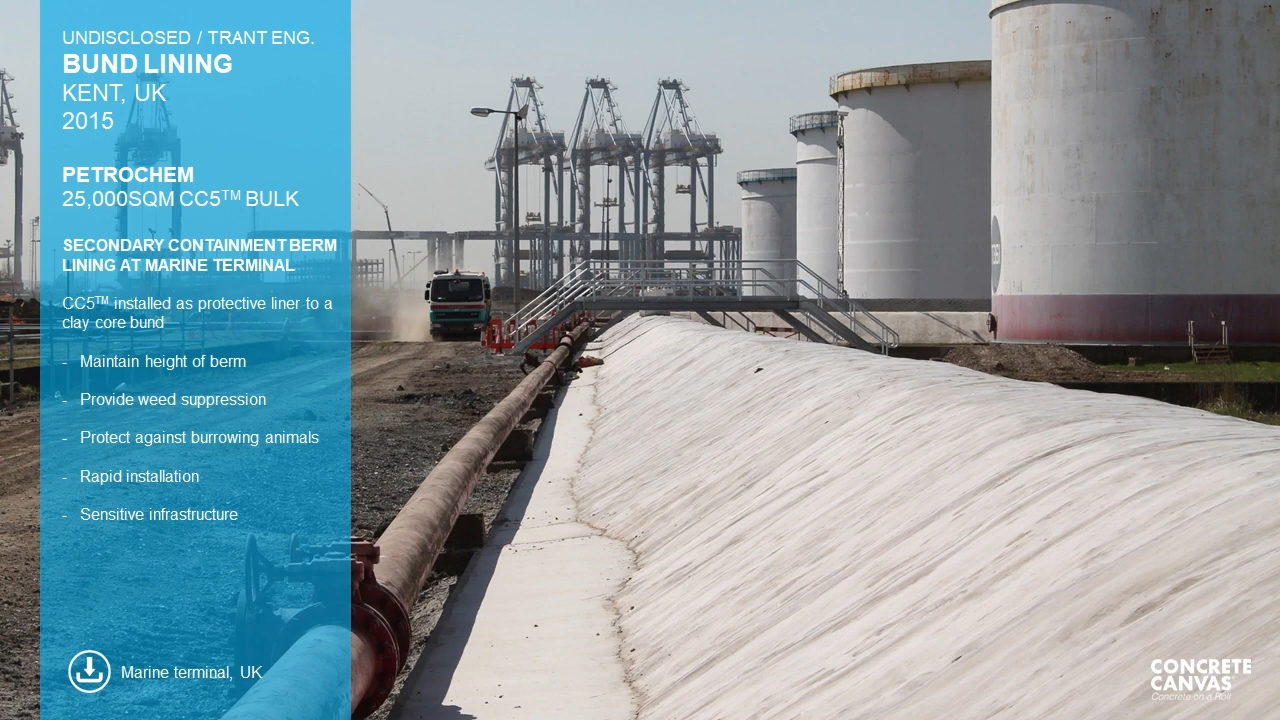 UNDISCLOSED / TRANT ENG.
BUND LINING
KENT, UK
2015
PETROCHEM
25,000SQM CC5™ BULK
SECONDARY CONTAINMENT BERM
LINING AT MARINE TERMINAL
CC5™ installed as protective liner to a
clay core bund
- Maintain height of berm
- Provide weed suppression
- Protect against burrowing animals
- Rapid installation
- Sensitive infrastructure
Marine terminal, UK
CONCRETE
CANVAS
Concrete on a Roll